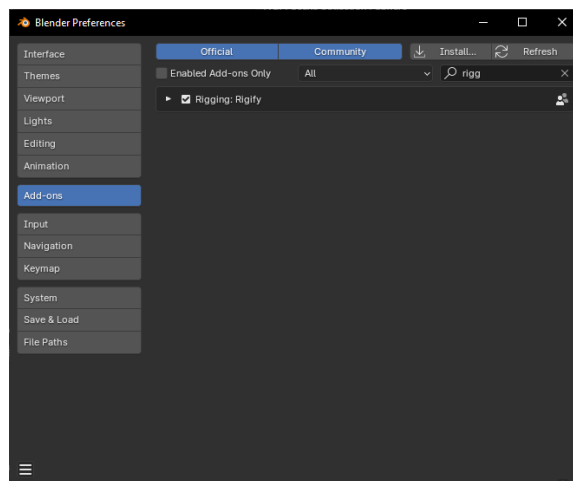 Blender Preferences
Interface
Themes
Viewport
Lights
Editing
Animation
Add-ons
Input
Navigation
Keymap
System
Save & Load
File Paths
Official Community Install... Refresh
Enabled Add-ons Only All rigg
Rigging: Rigify